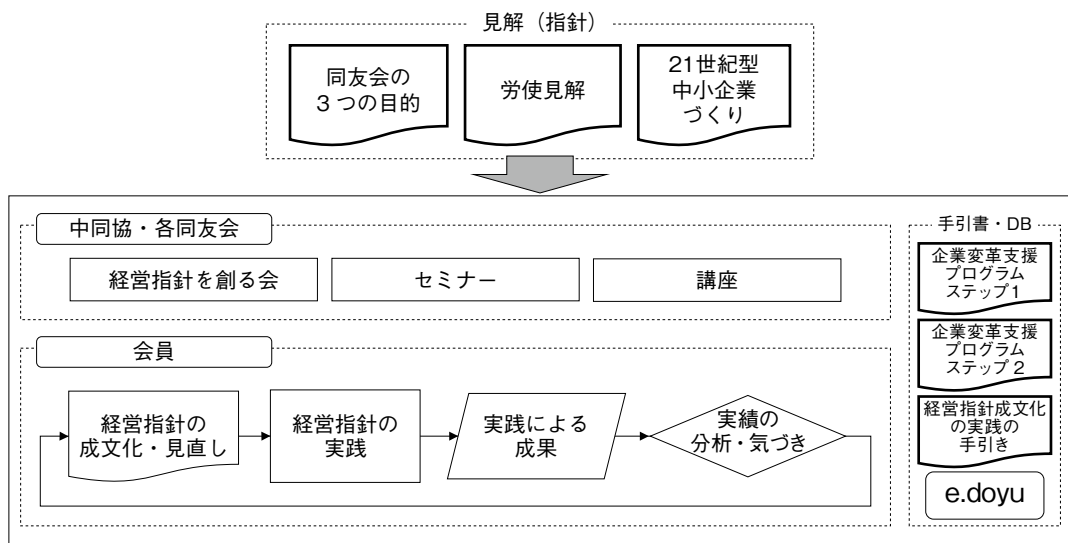 見解（指針）
同友会の
３つの目的
労使見解
21世紀型
中小企業
づくり
中同協・各同友会
経営指針を創る会
セミナー
講座
会員
経営指針の
成文化・見直し
経営指針の
実践
実践による
成果
実績の
分析・気づき
手引書・DB
企業変革支援
プログラム
ステップ1
企業変革支援
プログラム
ステップ2
経営指針成文化
の実践の
手引き
e.doyu